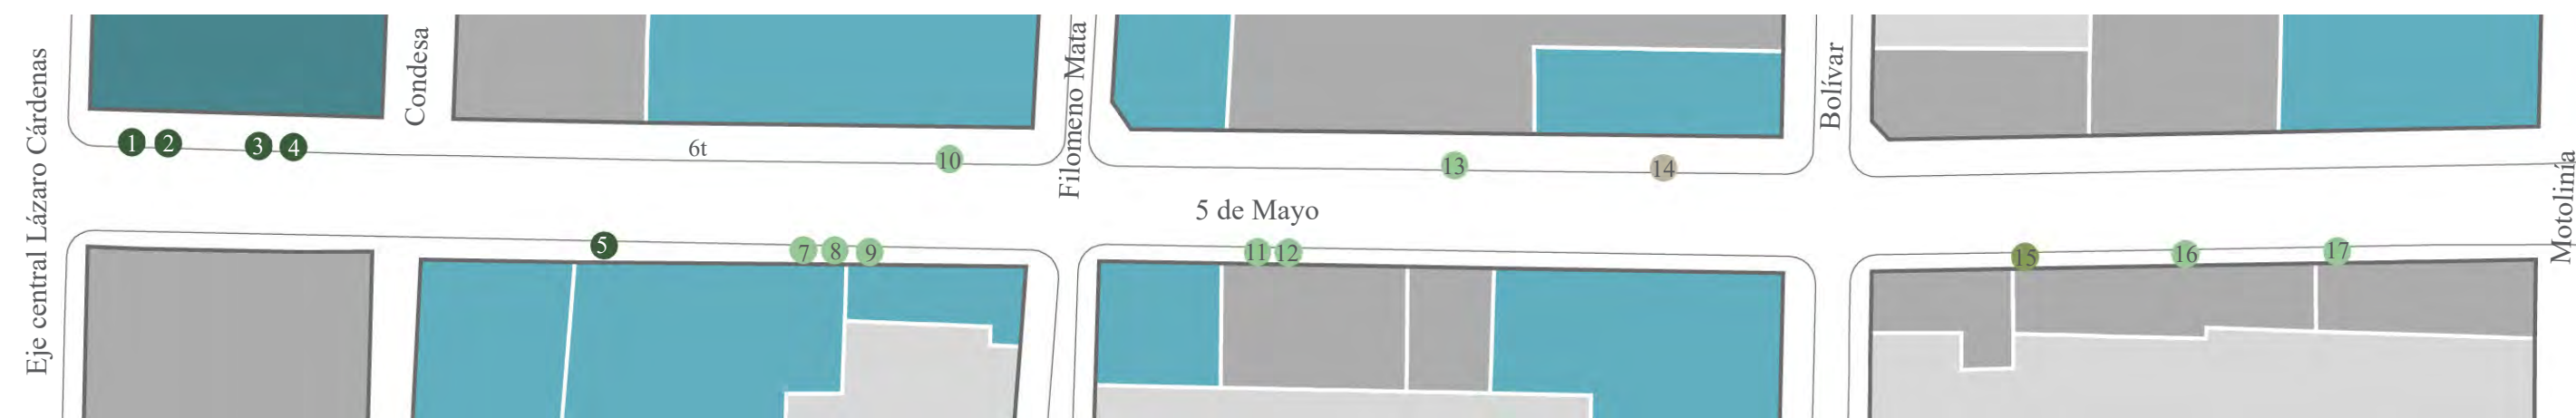 Eje central Lázaro Cárdenas
Condesa
Filomeno Mata
Bolívar
Motolinía
1
2
3
4
6t
10
13
14
5 de Mayo
5
7
8
9
11
12
15
16
17